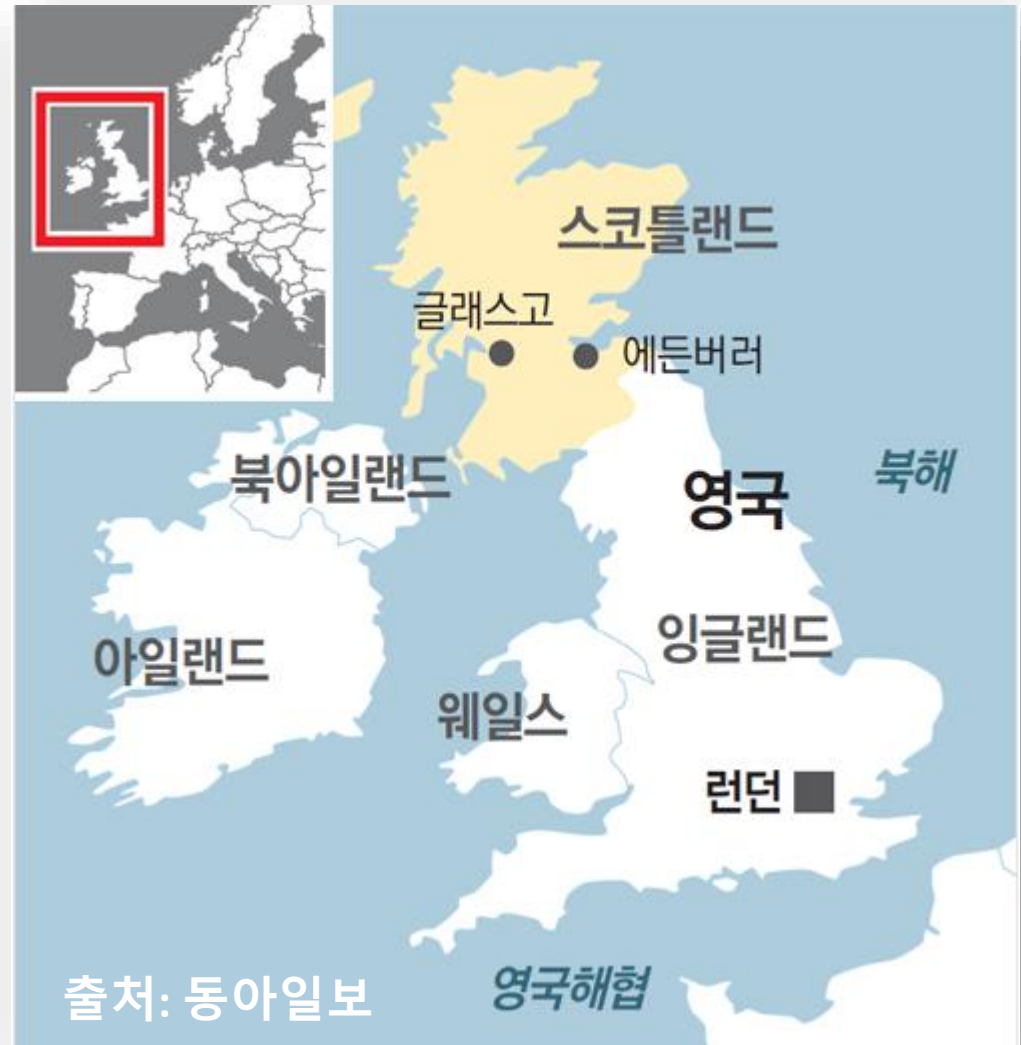 스코틀랜드
글래스고
에든버러
북아일랜드
영국
북해
아일랜드
잉글랜드
웨일스
런던
영국해협
출처: 동아일보